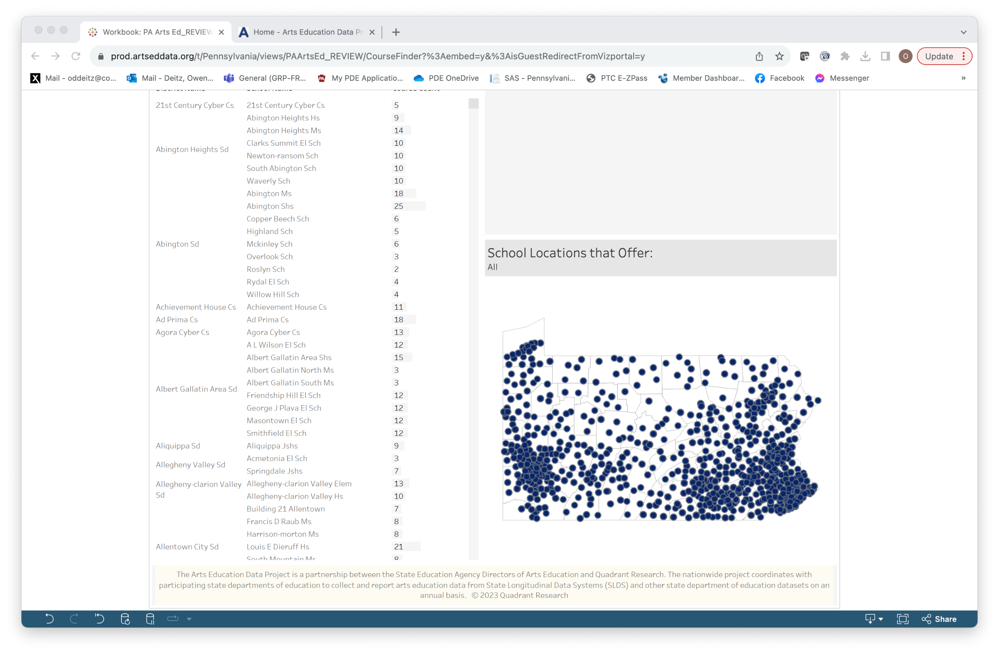 Workbook: PA Arts Ed_REVIEW
Home - Arts Education Data Pr
prod.artseddata.org/t/Pennsylvania/views/PAArtsEd_REVIEW/CourseFinder?%3Aembed=y&%3AisGuestRedirectFromVizportal=y
O
Update
Mail - oddeitz@co...
Mail - Deitz, Owen...
General (GRP-FR...
My PDE Applicatio...
PDE OneDrive
SAS - Pennsylvani...
PTC E-ZPass
Member Dashboar...
Facebook
Messenger
»
District Name School Name Course Count
21st Century Cyber Cs 21st Century Cyber Cs 5
Abington Heights Hs 9
Abington Heights Ms 14
Clarks Summit El Sch 10
Abington Heights Sd
Newton-ransom Sch 10
South Abington Sch 10
Waverly Sch 10
Abington Ms 18
Abington Shs 25
Copper Beech Sch 6
Highland Sch 5
Abington Sd Mckinley Sch 6
Overlook Sch 3
Roslyn Sch 2
Rydal El Sch 4
Willow Hill Sch 4
Achievement House Cs Achievement House Cs 11
Ad Prima Cs Ad Prima Cs 18
Agora Cyber Cs Agora Cyber Cs 13
A L Wilson El Sch 12
Albert Gallatin Area Shs 15
Albert Gallatin North Ms 3
Albert Gallatin South Ms 3
Albert Gallatin Area Sd
Friendship Hill El Sch 12
George J Plava El Sch 12
Masontown El Sch 12
Smithfield El Sch 12
Aliquippa Sd Aliquippa Jshs 9
Acmetonia El Sch 3
Allegheny Valley Sd
Springdale Jshs 7
Allegheny-clarion Valley Allegheny-clarion Valley Elem 13
Sd
Allegheny-clarion Valley Hs 10
Building 21 Allentown 7
Francis D Raub Ms 8
Harrison-morton Ms 8
Allentown City Sd Louis E Dieruff Hs 21
South Mountain Ms 8
School Locations that Offer:
All
The Arts Education Data Project is a partnership between the State Education Agency Directors of Arts Education and Quadrant Research. The nationwide project coordinates with
participating state departments of education to collect and report arts education data from State Longitudinal Data Systems (SLDS) and other state department of education datasets on an
annual basis. © 2023 Quadrant Research
Share